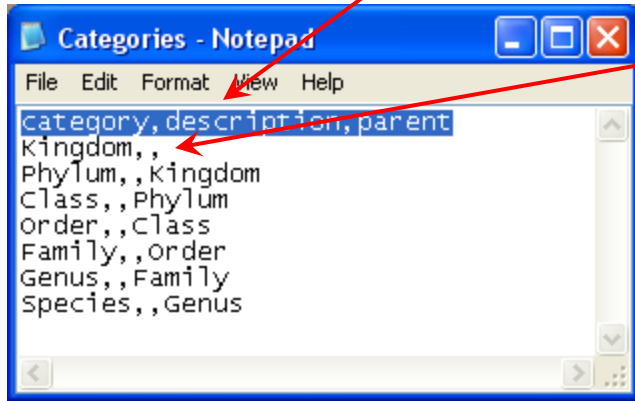 Categories - Notepad
File Edit Format View Help
category,description,parent
Kingdom,,
Phylum,,Kingdom
Class,,Phylum
Order,,Class
Family,,Order
Genus,,Family
Species,,Genus